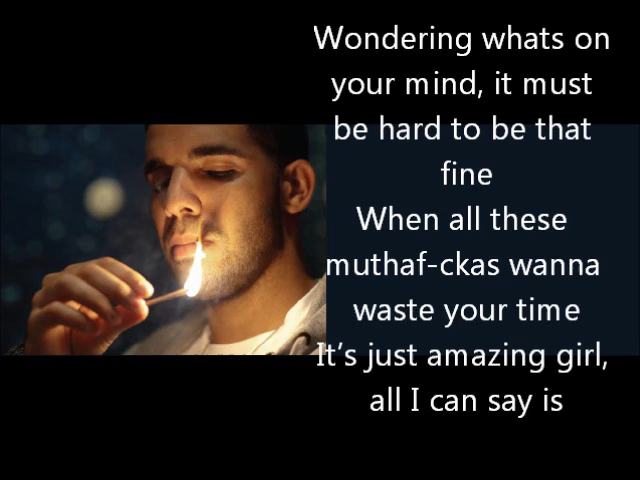 Wondering whats on
your mind, it must
be hard to be that
fine
When all these
muthaf-ckas wanna
waste your time
It's just amazing girl,
all I can say is